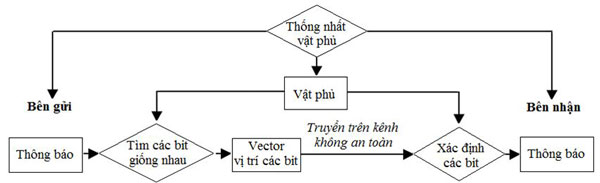 Thống nhất
vật phủ
Bên gửi
Vật phủ
Bên nhận
Thông báo
Tìm các bit
giống nhau
Vector
vị trí các bit
Truyền trên kênh
không an toàn
Xác định
các bit
Thông báo